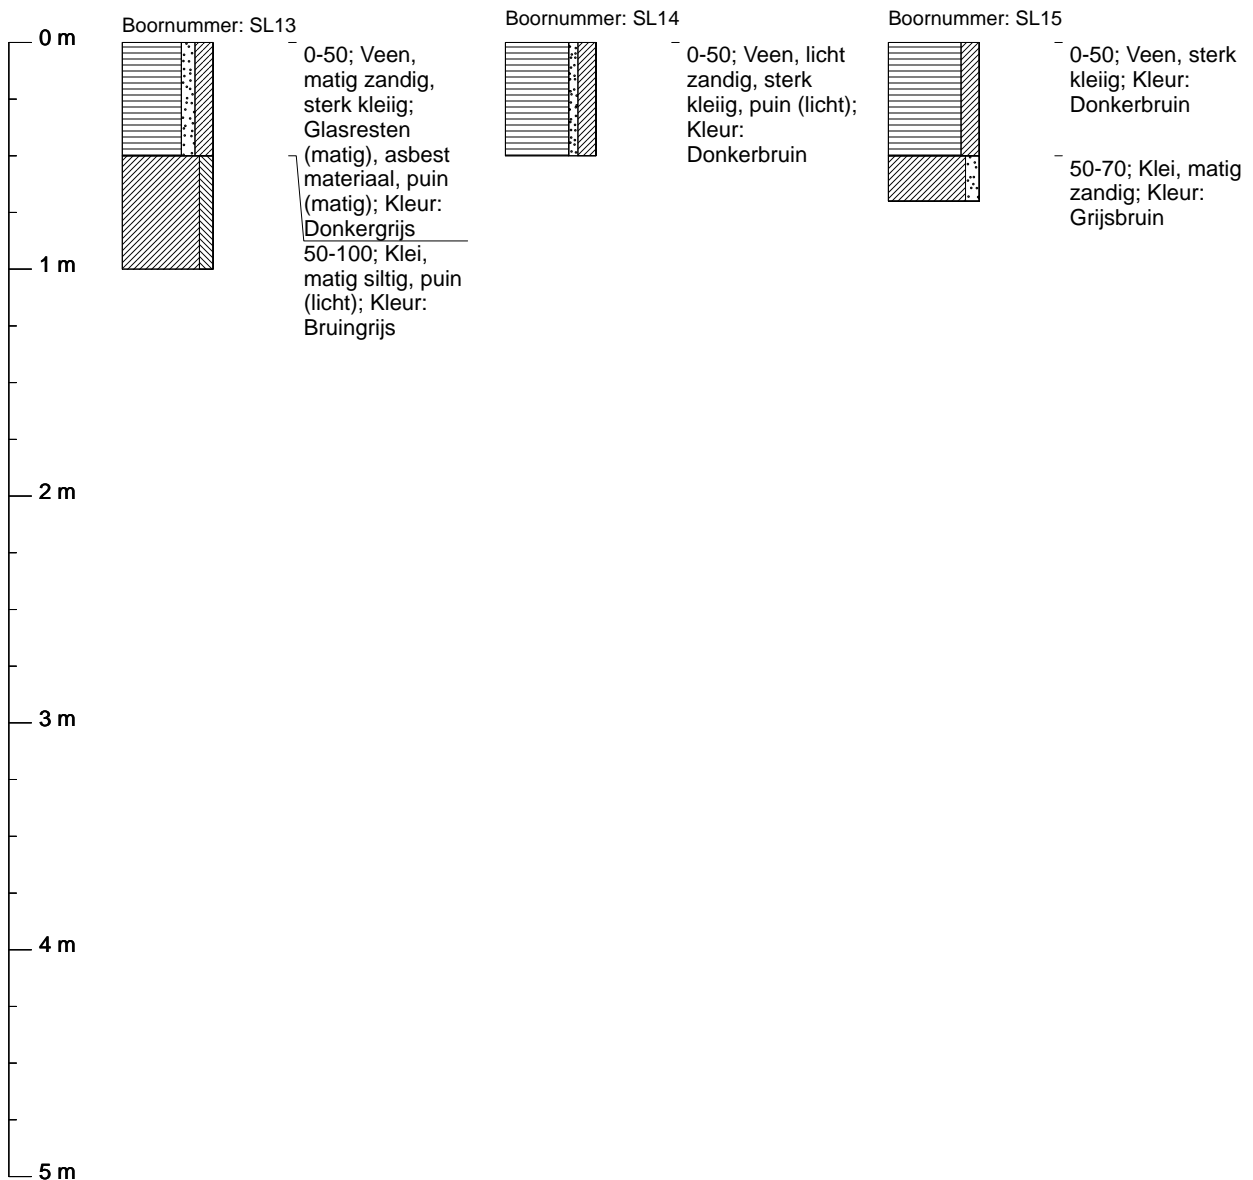 Boornummer: SL13
0-50; Veen,
matig zandig,
sterk kleiig;
Glasresten
(matig), asbest
materiaal, puin
(matig); Kleur:
Donkergrijs
50-100; Klei,
matig siltig, puin
(licht); Kleur:
Bruingrijs
Boornummer: SL14
0-50; Veen, licht
zandig, sterk
kleiig, puin (licht);
Kleur:
Donkerbruin
Boornummer: SL15
0-50; Veen, sterk
kleiig; Kleur:
Donkerbruin
50-70; Klei, matig
zandig; Kleur:
Grijsbruin
0 m
1 m
2 m
3 m
4 m
5 m